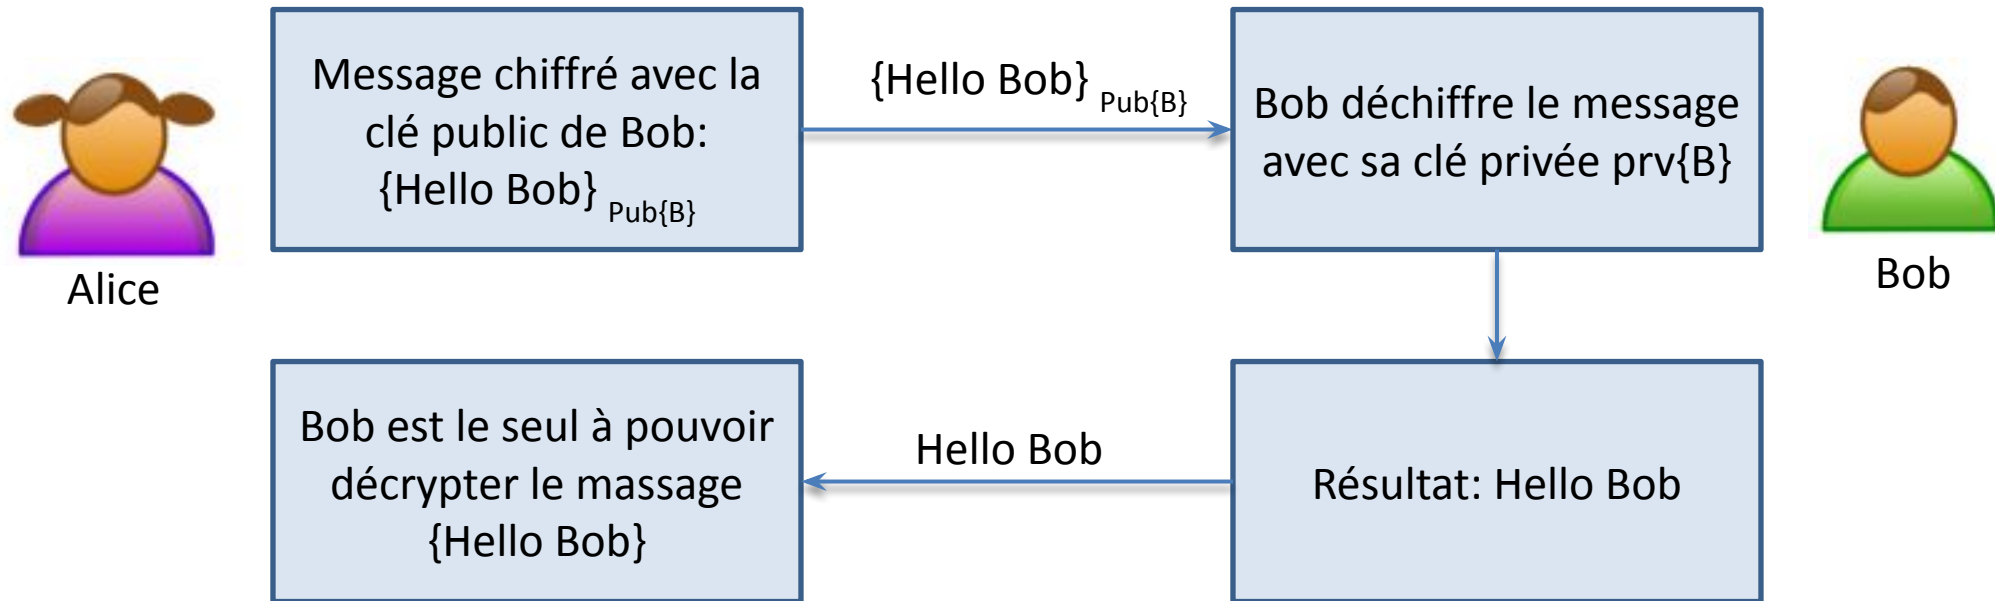 Message chiffré avec la
clé public de Bob:
{Hello Bob} Pub{B}
{Hello Bob} Pub{B}
Bob déchiffre le message
avec sa clé privée prv{B}
Alice
Bob
Bob est le seul à pouvoir
décrypter le massage
{Hello Bob}
Hello Bob
Résultat: Hello Bob